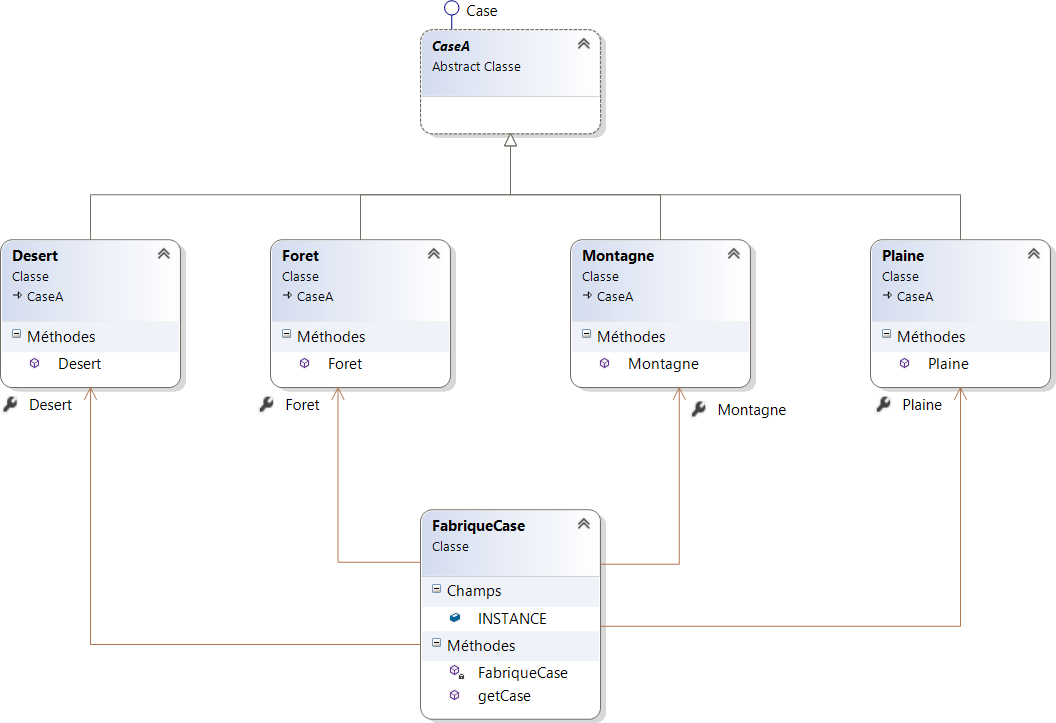 Case
CaseA
Abstract Classe
Desert
Classe
CaseA
Méthodes
Desert
Desert
Foret
Classe
CaseA
Méthodes
Foret
Foret
Montagne
Classe
CaseA
Méthodes
Montagne
Montagne
Plaine
Classe
CaseA
Méthodes
Plaine
Plaine
FabriqueCase
Classe
Champs
INSTANCE
Méthodes
FabriqueCase
getCase